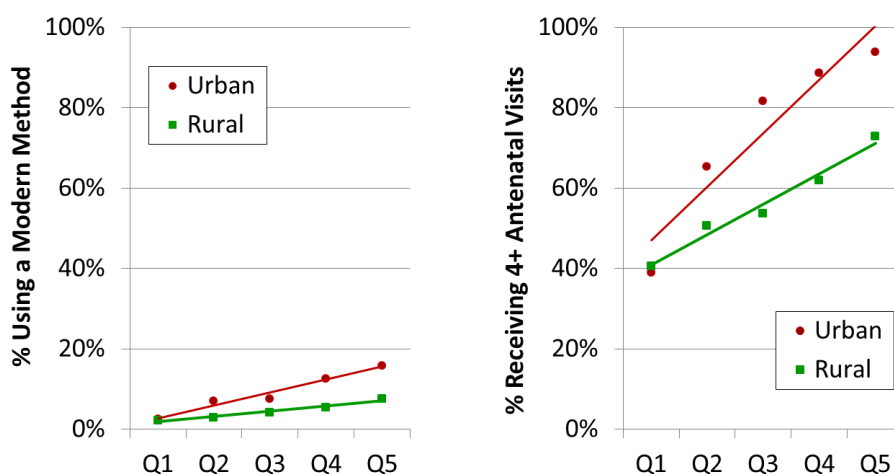 % Using a Modern Method
100%
80%
60%
40%
20%
0%
Urban
Rural
Q1 Q2 Q3 Q4 Q5
% Receiving 4+ Antenatal Visits
100%
80%
60%
40%
20%
0%
Urban
Rural
Q1 Q2 Q3 Q4 Q5